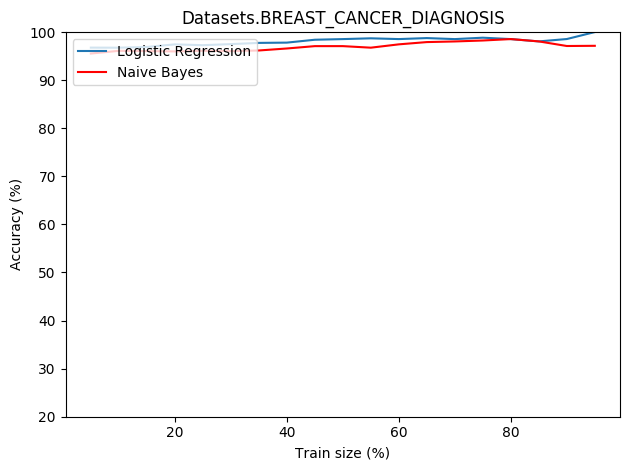 Datasets.BREAST_CANCER_DIAGNOSIS
Logistic Regression
Naive Bayes
Accuracy (%)
100
90
80
70
60
50
40
30
20
20 40 60 80
Train size (%)